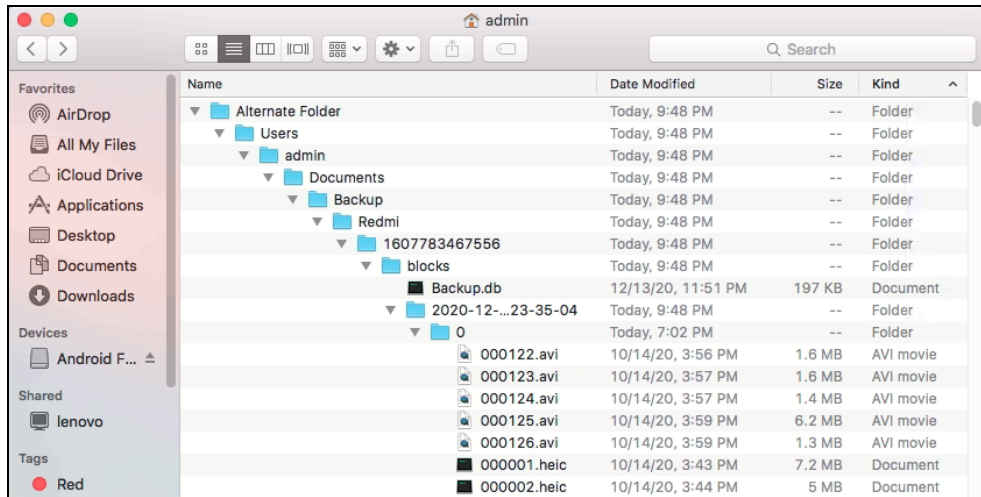 admin
Search
Favorites
AirDrop
All My Files
iCloud Drive
Applications
Desktop
Documents
Downloads
Devices
Android F...
Shared
lenovo
Tags
Red
Name Date Modified Size Kind
Alternate Folder Today, 9:48 PM -- Folder
Users Today, 9:48 PM -- Folder
admin Today, 9:48 PM -- Folder
Documents Today, 9:48 PM -- Folder
Backup Today, 9:48 PM -- Folder
Redmi Today, 9:48 PM -- Folder
1607783467556 Today, 9:48 PM -- Folder
blocks Today, 9:48 PM -- Folder
Backup.db 12/13/20, 11:51 PM 197 KB Document
2020-12-...23-35-04 Today, 9:48 PM -- Folder
0 Today, 7:02 PM -- Folder
000122.avi 10/14/20, 3:56 PM 1.6 MB AVI movie
000123.avi 10/14/20, 3:57 PM 1.6 MB AVI movie
000124.avi 10/14/20, 3:57 PM 1.4 MB AVI movie
000125.avi 10/14/20, 3:59 PM 6.2 MB AVI movie
000126.avi 10/14/20, 3:59 PM 1.3 MB AVI movie
000001.heic 10/14/20, 3:43 PM 7.2 MB Document
000002.heic 10/14/20, 3:44 PM 5 MB Document